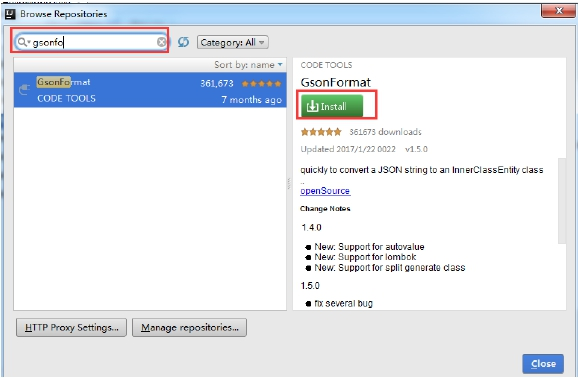 Browse Repositories
gsonfo
Category: All
Sort by: name
GsonFormat
361,673
CODE TOOLS
7 months ago
CODE TOOLS
GsonFormat
Install
361673 downloads
Updated 2017/1/22 0022 v1.5.0
quickly to convert a JSON string to an InnerClassEntity class
..
openSource
Change Notes
1.4.0
New: Support for autovalue
New: Support for lombok
New: Support for split generate class
1.5.0
fix several bug
HTTP Proxy Settings...
Manage repositories...
Close